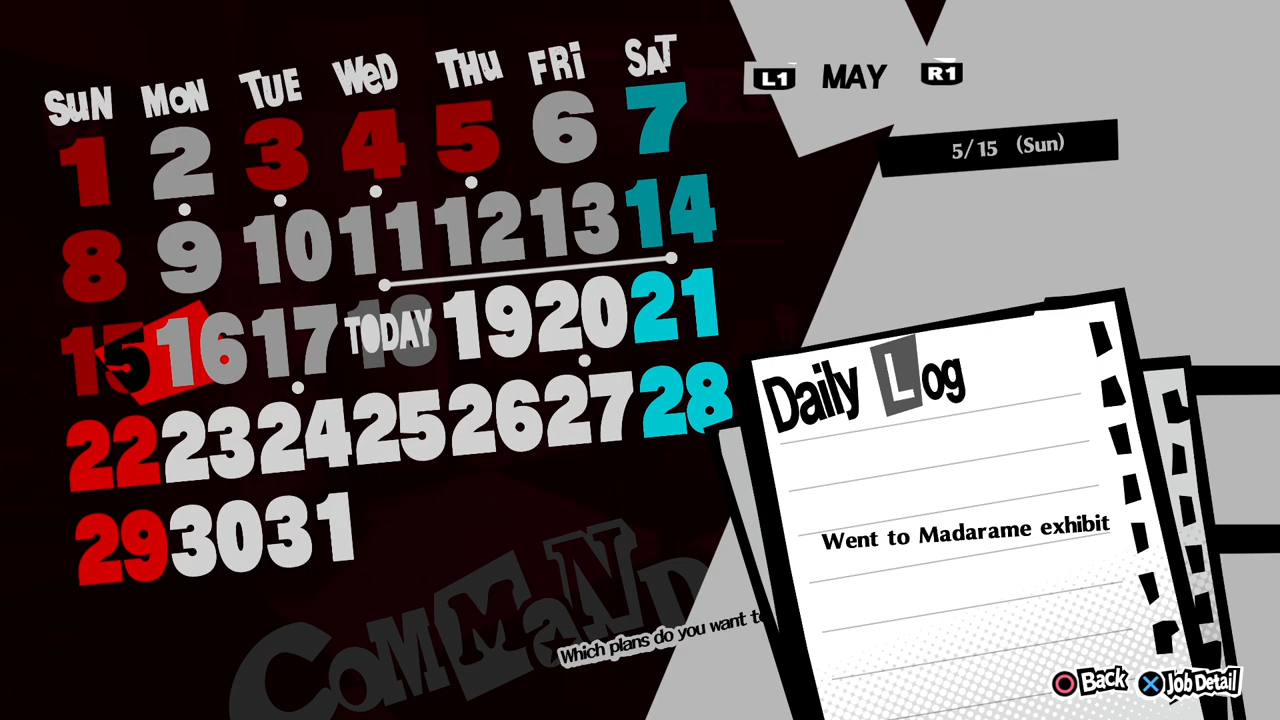 SUN MON TUE WED THU FRI SAT
1 2 3 4 5 6 7
8 9 10 11 12 13 14
15 16 17 18 TODAY 19 20 21
22 23 24 25 26 27 28
29 30 31
L1 MAY R1
5/15 (Sun)
Daily Log
Went to Madarame exhibit
COMMAND
Which plans do you want to
Back Job Detail